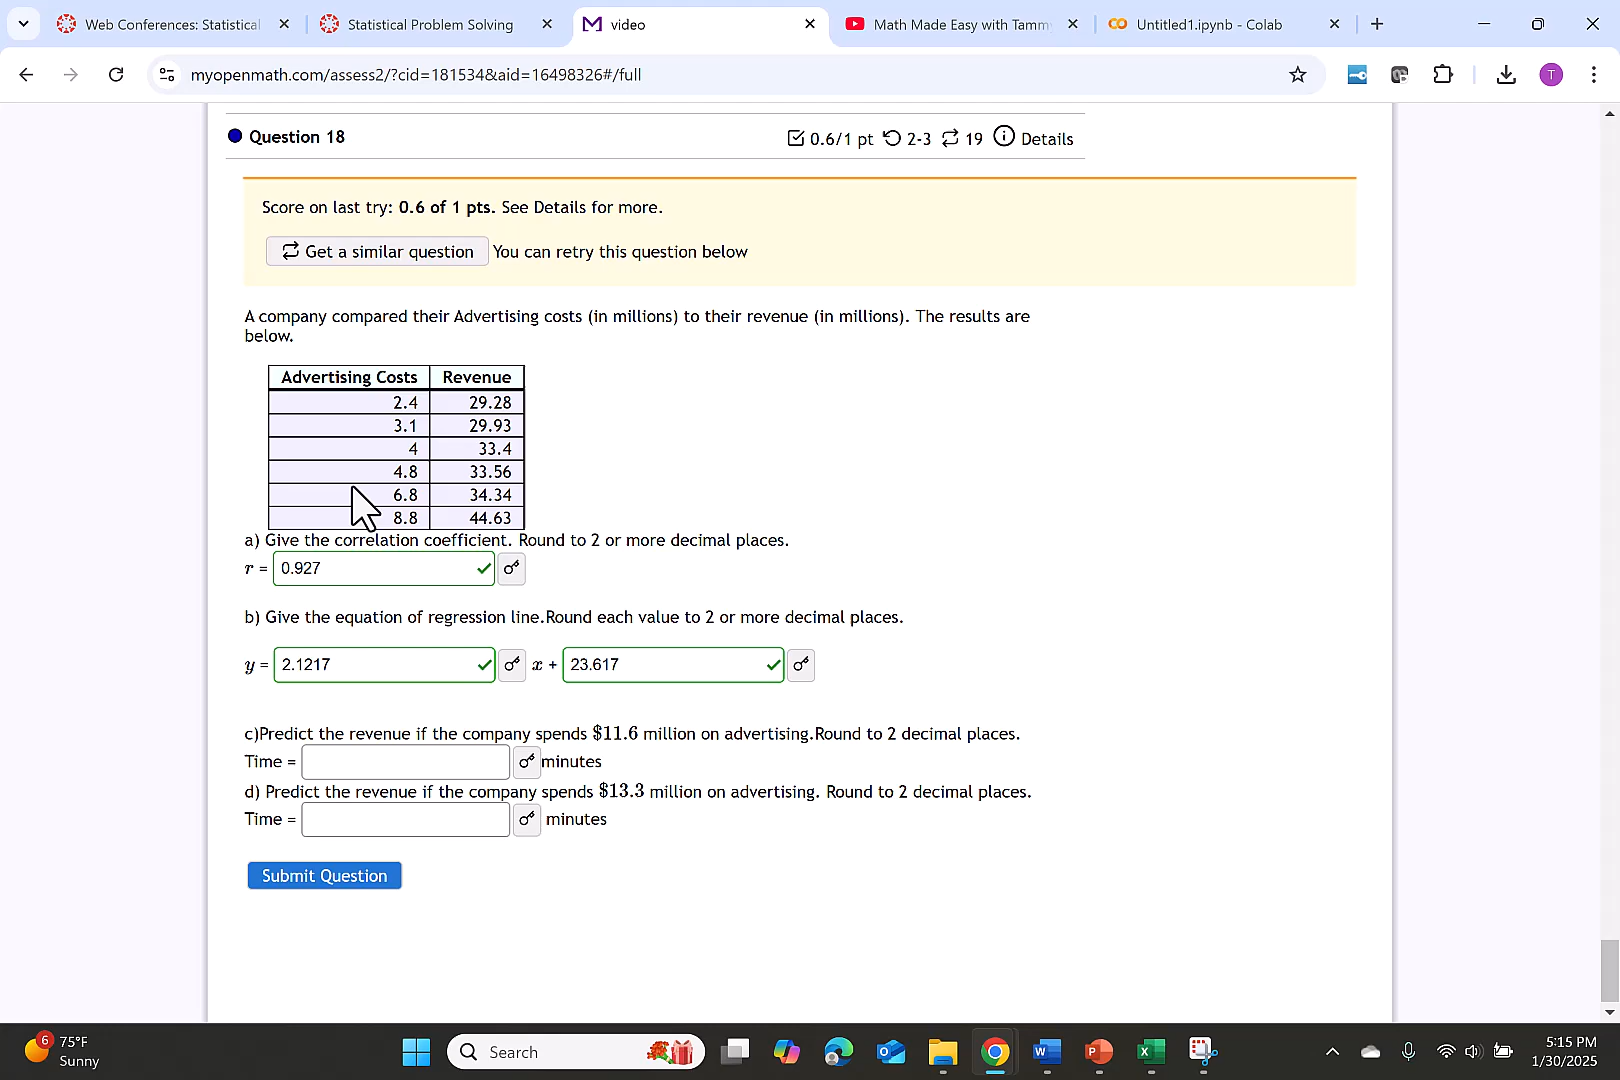 Web Conferences: Statistical
Statistical Problem Solving
video
Math Made Easy with Tammy
Untitled1.ipynb - Colab
myopenmath.com/assess2/?cid=181534&aid=16498326#/full
T
Question 18
0.6/1 pt 2-3 19 Details
Score on last try: 0.6 of 1 pts. See Details for more.
Get a similar question You can retry this question below
A company compared their Advertising costs (in millions) to their revenue (in millions). The results are
below.
Advertising Costs Revenue
2.4 29.28
3.1 29.93
4 33.4
4.8 33.56
6.8 34.34
8.8 44.63
a) Give the correlation coefficient. Round to 2 or more decimal places.
r = 0.927
b) Give the equation of regression line.Round each value to 2 or more decimal places.
y = 2.1217 x + 23.617
c)Predict the revenue if the company spends $11.6 million on advertising.Round to 2 decimal places.
Time = minutes
d) Predict the revenue if the company spends $13.3 million on advertising. Round to 2 decimal places.
Time = minutes
Submit Question
6
75°F
Sunny
Search
5:15 PM
1/30/2025